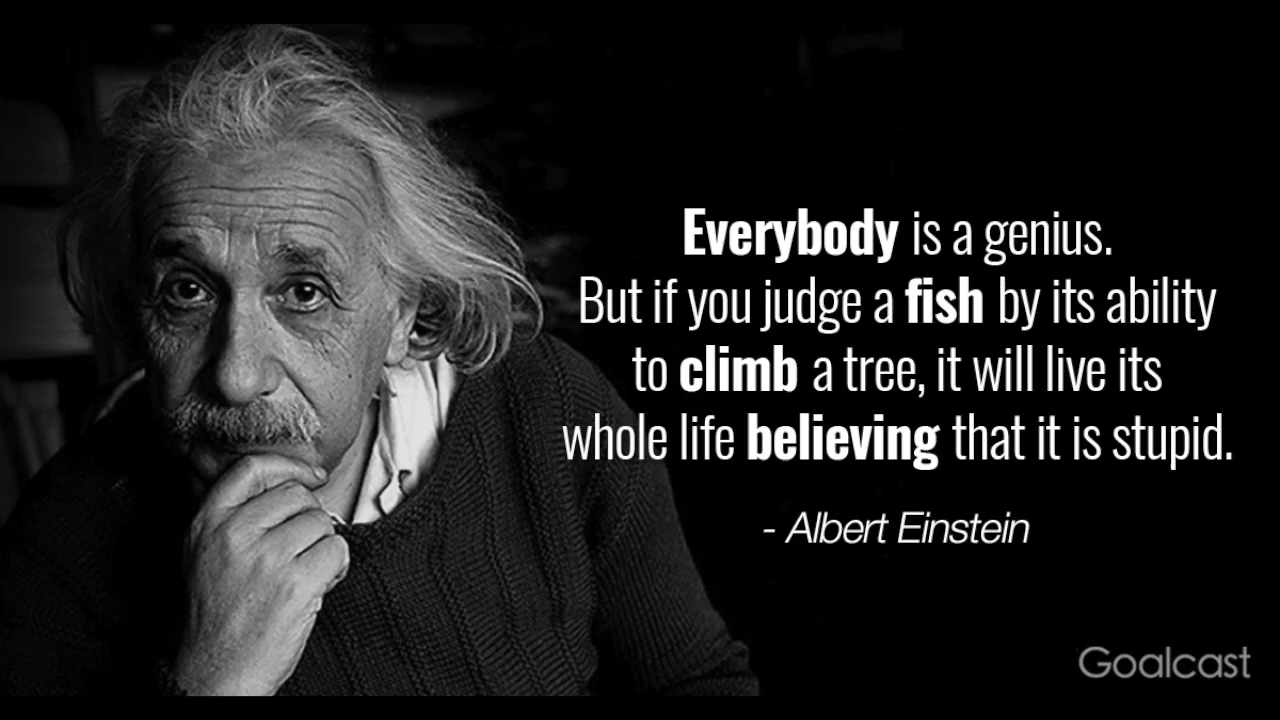 Everybody is a genius.
But if you judge a fish by its ability
to climb a tree, it will live its
whole life believing that it is stupid.
- Albert Einstein
Goalcast